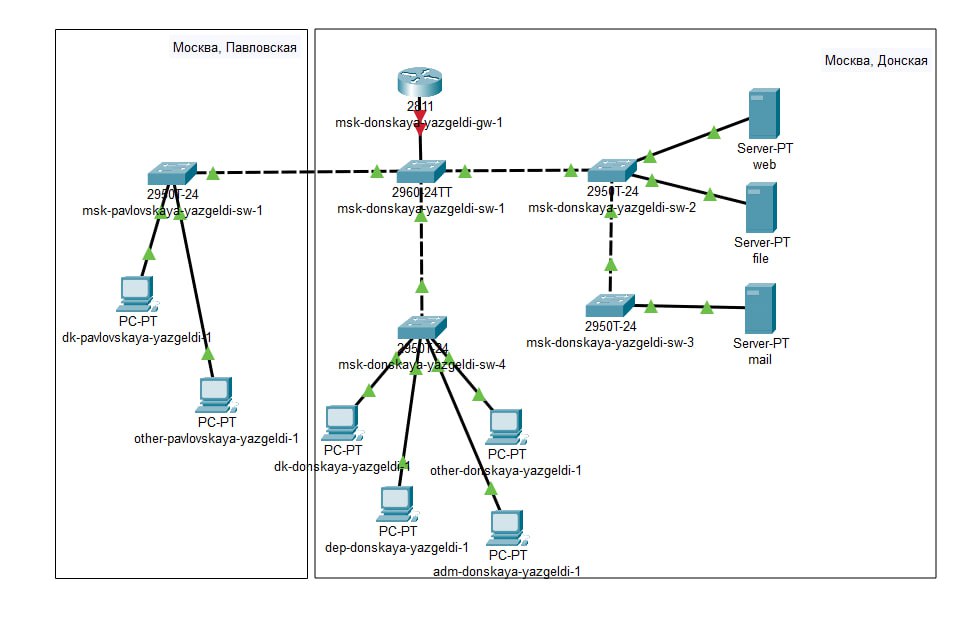 Москва, Павловская
Москва, Донская
2811
msk-donskaya-yazgeldi-gw-1
Server-PT
web
2950T-24
msk-pavlovskaya-yazgeldi-sw-1
2960-24TT
msk-donskaya-yazgeldi-sw-1
2950T-24
msk-donskaya-yazgeldi-sw-2
Server-PT
file
PC-PT
dk-pavlovskaya-yazgeldi-1
2950T-24
msk-donskaya-yazgeldi-sw-3
Server-PT
mail
2950T-24
msk-donskaya-yazgeldi-sw-4
PC-PT
other-pavlovskaya-yazgeldi-1
PC-PT
dk-donskaya-yazgeldi-1
PC-PT
other-donskaya-yazgeldi-1
PC-PT
dep-donskaya-yazgeldi-1
PC-PT
adm-donskaya-yazgeldi-1